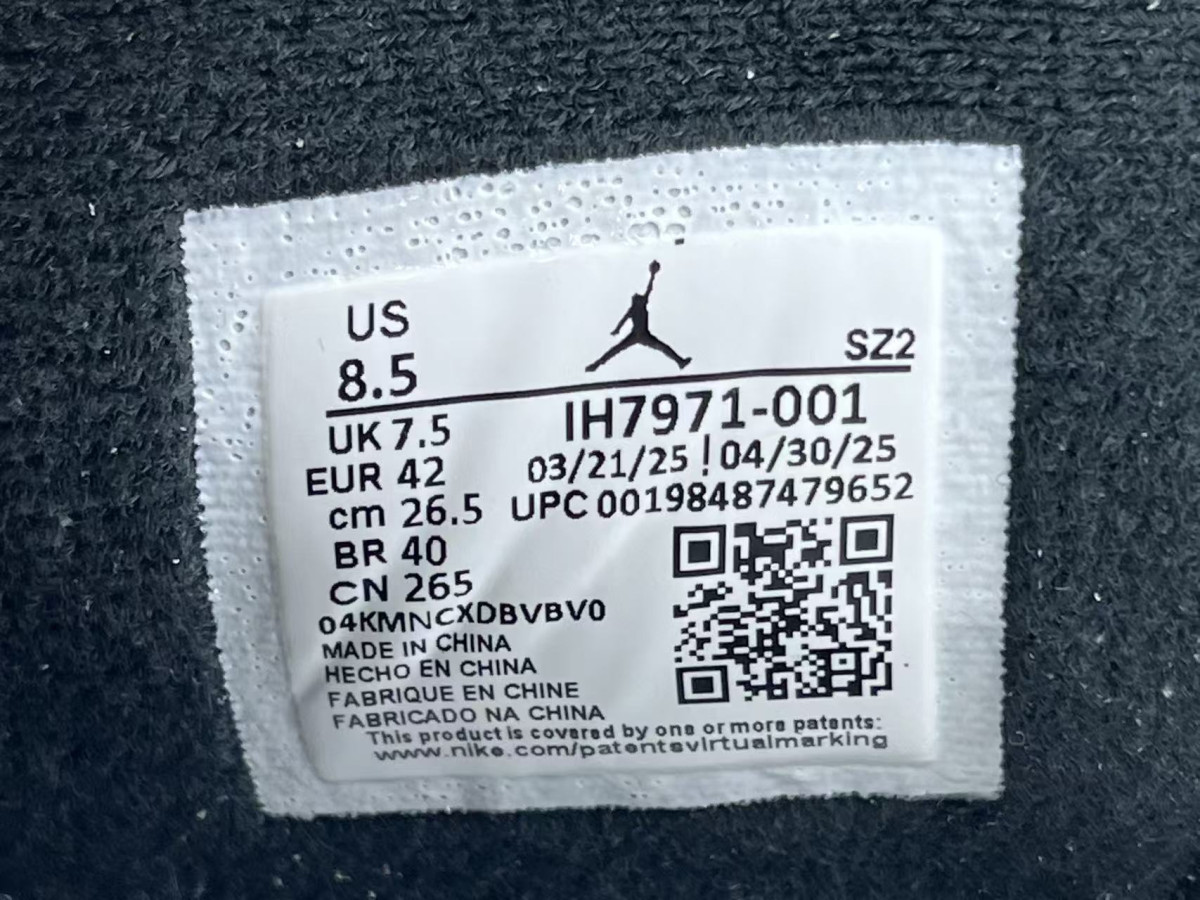 US
8.5
SZ2
UK 7.5
IH7971-001
EUR 42
03/21/25 ! 04/30/25
cm 26.5
UPC 00198487479652
BR 40
CN 265
04KMNCXDBVBV0
MADE IN CHINA
HECHO EN CHINA
FABRIQUE EN CHINE
FABRICADO NA CHINA
This product is covered by one or more patents:
www.nike.com/patentsvirtualmarking